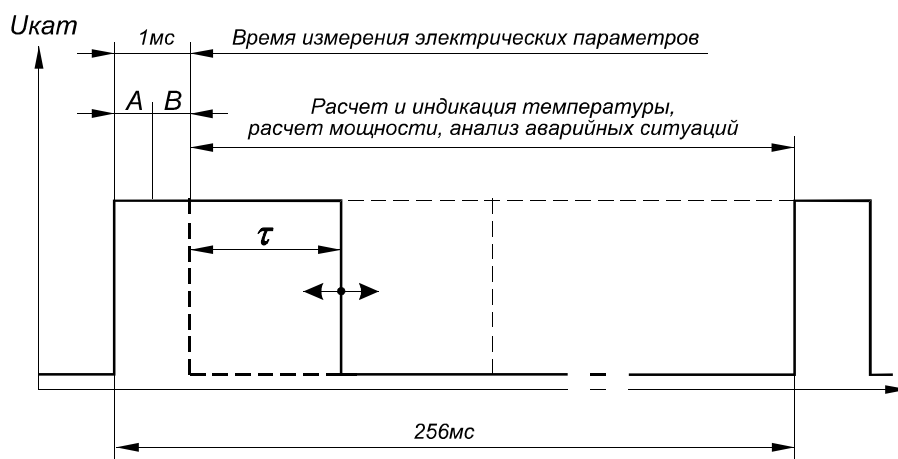 Uкат
1мс
Время измерения электрических параметров
A
B
Расчет и индикация температуры,
расчет мощности, анализ аварийных ситуаций
τ
256мс